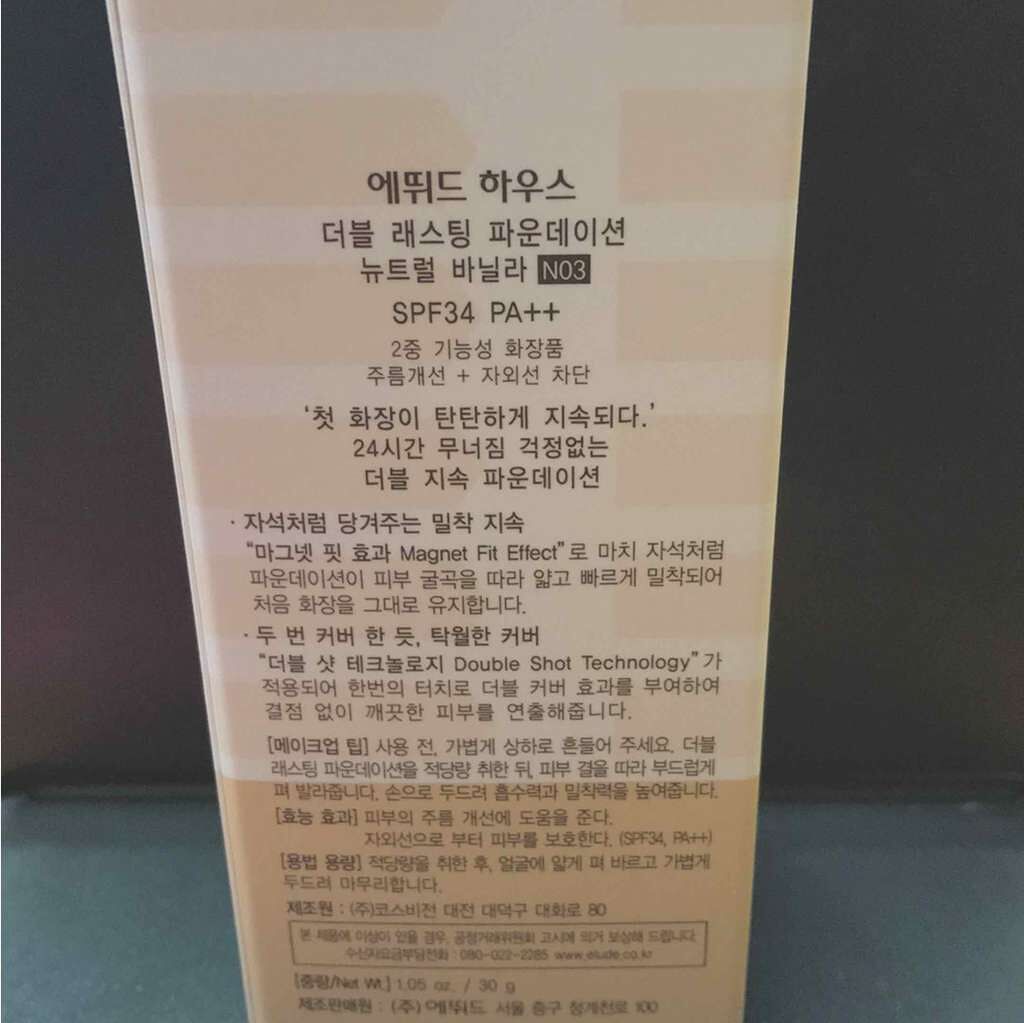 에뛰드 하우스
더블 래스팅 파운데이션
뉴트럴 바닐라 N03
SPF34 PA++
2중 기능성 화장품
주름개선 + 자외선 차단
‘첫 화장이 탄탄하게 지속되다.’
24시간 무너짐 걱정없는
더블 지속 파운데이션
· 자석처럼 당겨주는 밀착 지속
“마그넷 핏 효과 Magnet Fit Effect”로 마치 자석처럼
파운데이션이 피부 굴곡을 따라 얇고 빠르게 밀착되어
처음 화장을 그대로 유지합니다.
· 두 번 커버 한 듯, 탁월한 커버
“더블 샷 테크놀로지 Double Shot Technology”가
적용되어 한번의 터치로 더블 커버 효과를 부여하여
결점 없이 깨끗한 피부를 연출해줍니다.
[메이크업 팁] 사용 전, 가볍게 상하로 흔들어 주세요. 더블
래스팅 파운데이션을 적당량 취한 뒤, 피부 결을 따라 부드럽게
펴 발라줍니다. 손으로 두드려 흡수력과 밀착력을 높여줍니다.
[효능 효과] 피부의 주름 개선에 도움을 준다.
자외선으로 부터 피부를 보호한다. (SPF34, PA++)
[용법 용량] 적당량을 취한 후, 얼굴에 얇게 펴 바르고 가볍게
두드려 마무리합니다.
제조원 : (주)코스비전 대전 대덕구 대화로 80
본 제품에 이상이 있을 경우, 공정거래위원회 고시에 의거 보상해 드립니다.
수신자요금부담전화 : 080-022-2285 www.etude.co.kr
[중량/Net Wt.] 1.05 oz. / 30 g
제조판매원 : (주) 에뛰드 서울 중구 청계천로 100